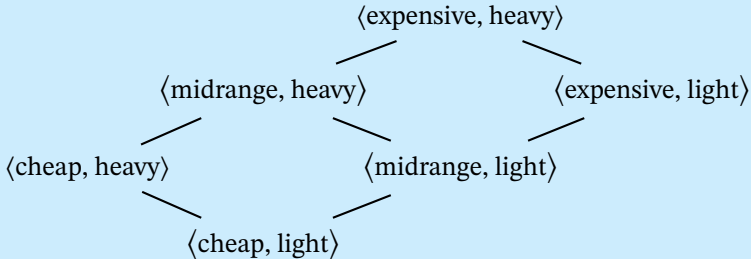 ⟨expensive, heavy⟩
⟨midrange, heavy⟩ ⟨expensive, light⟩
⟨cheap, heavy⟩ ⟨midrange, light⟩
⟨cheap, light⟩